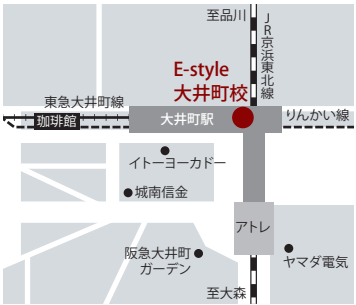 至品川
JR京浜東北線
E-style
大井町校
東急大井町線
珈琲館
大井町駅
りんかい線
イトーヨーカドー
城南信金
アトレ
阪急大井町
ガーデン
ヤマダ電気
至大森